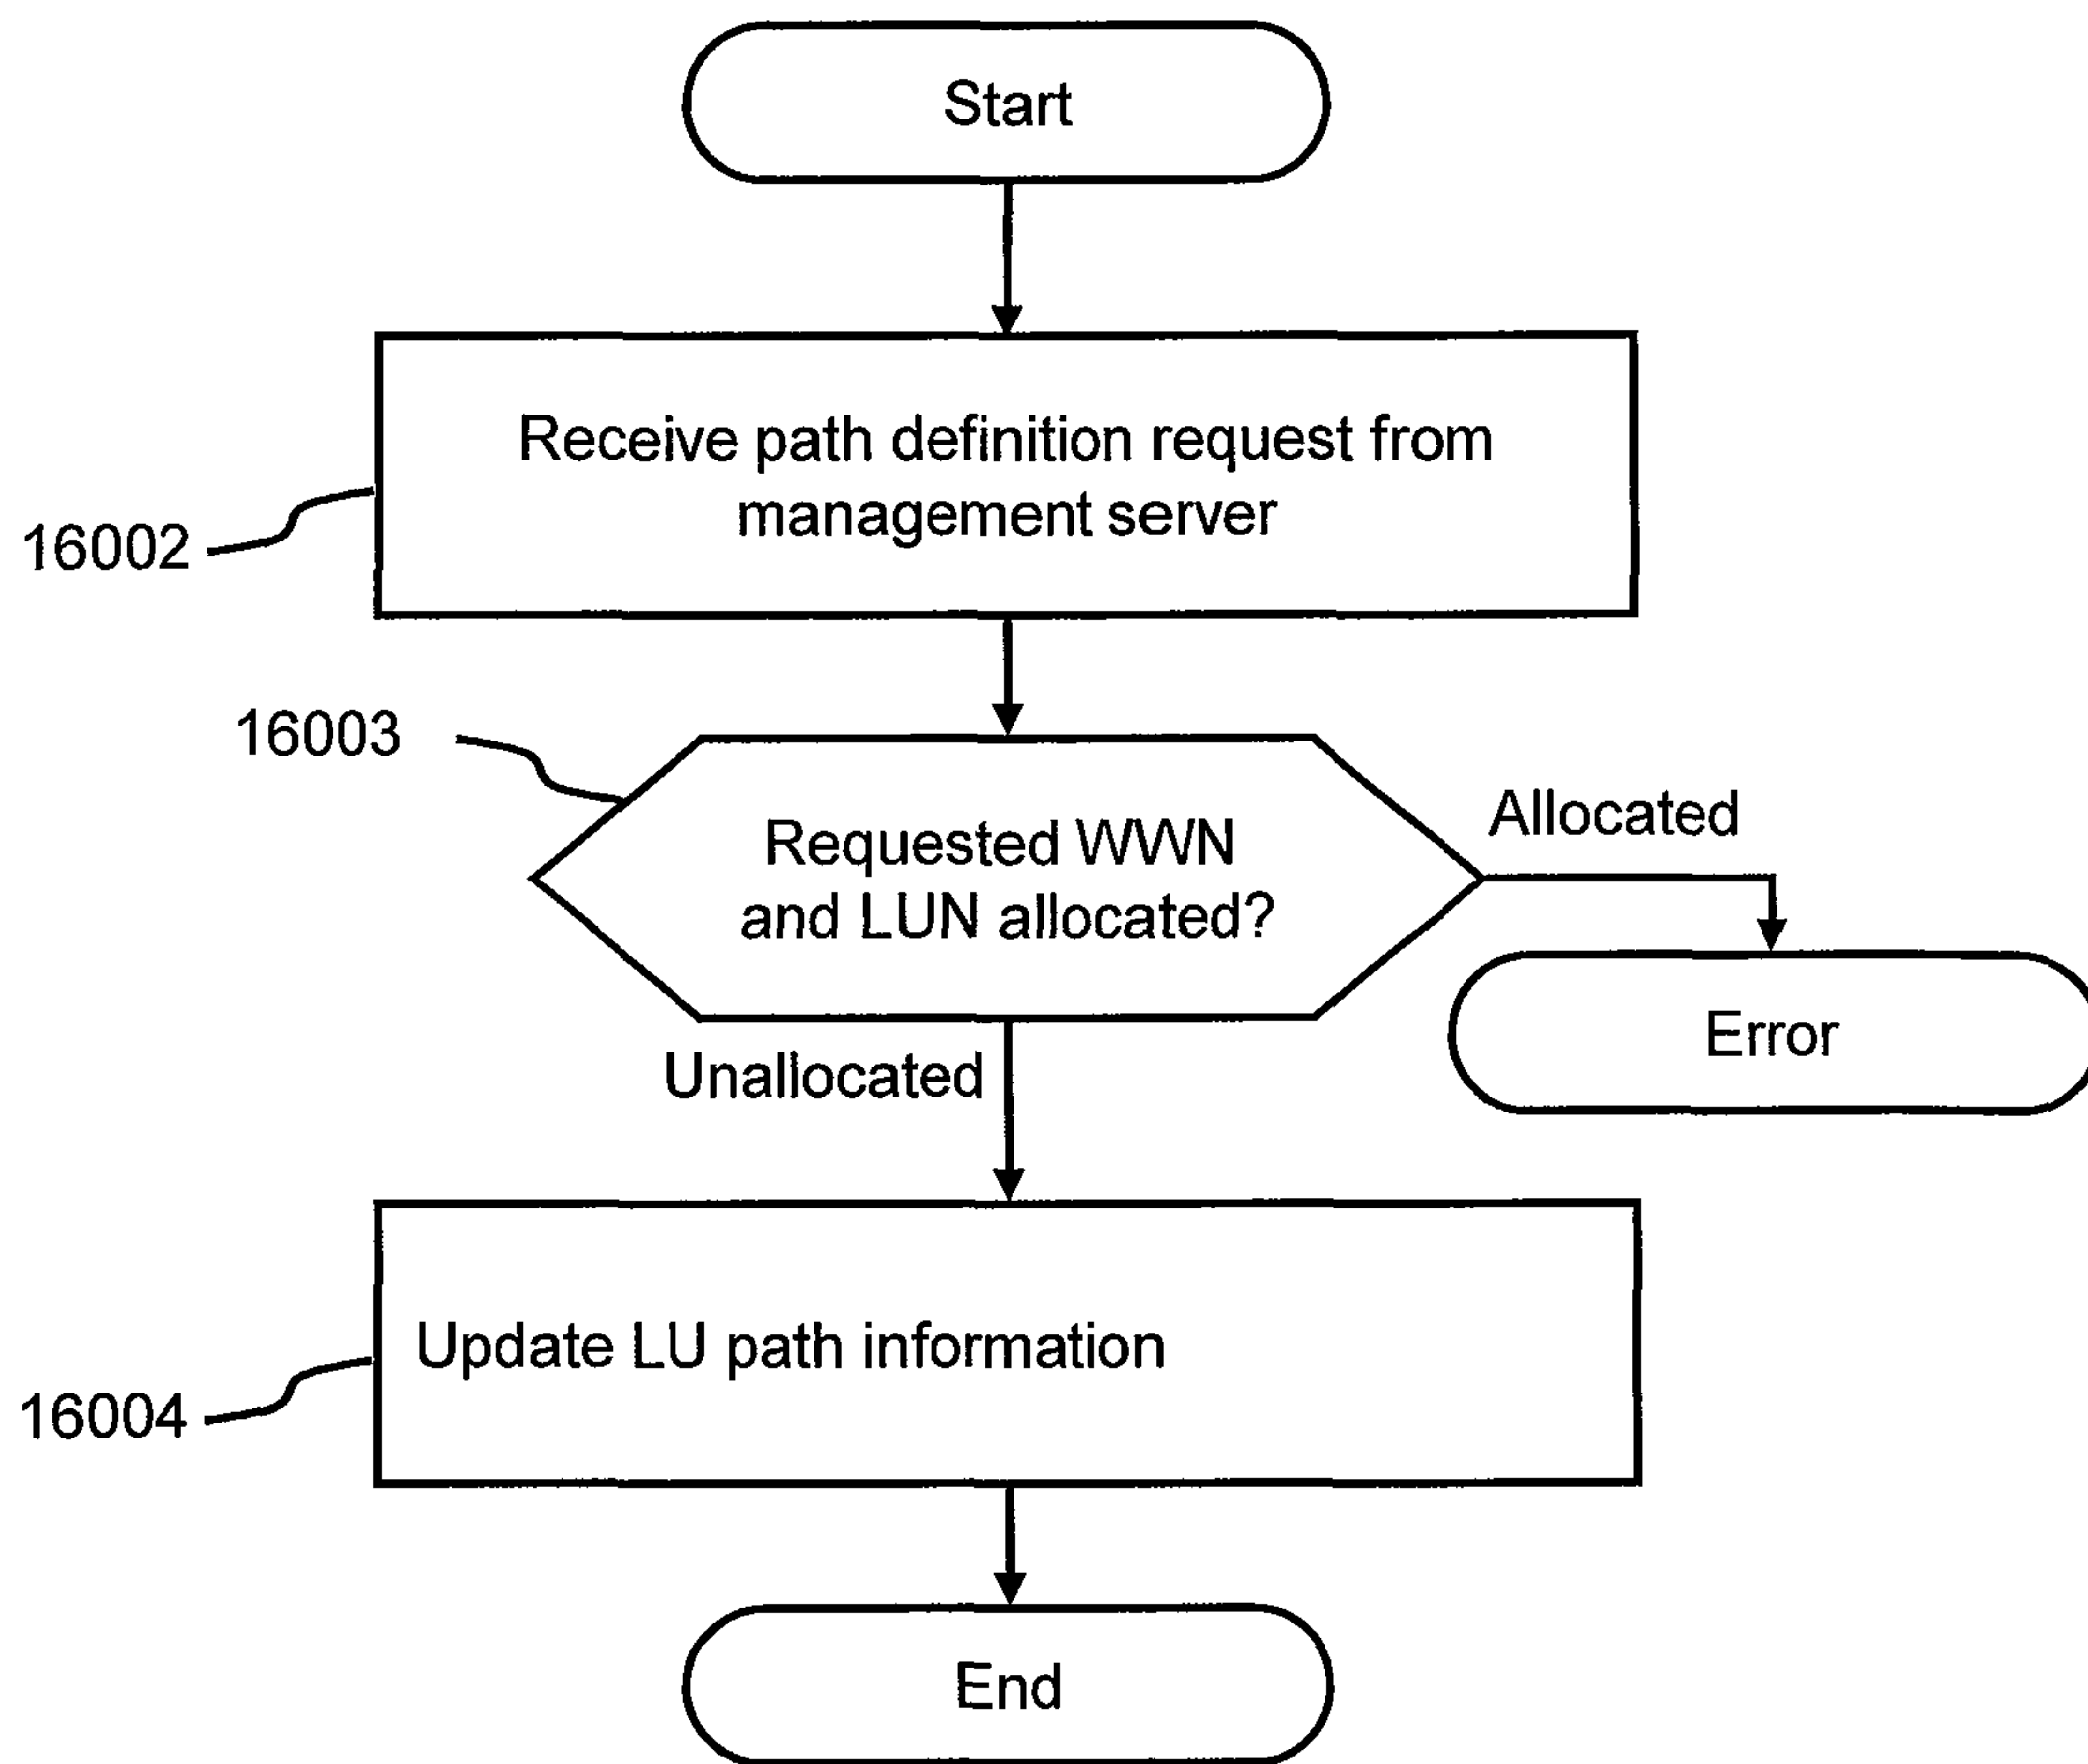 Start
Receive path definition request from
management server
16002
16003
Requested WWN
and LUN allocated?
Allocated
Error
Unallocated
Update LU path information
16004
End